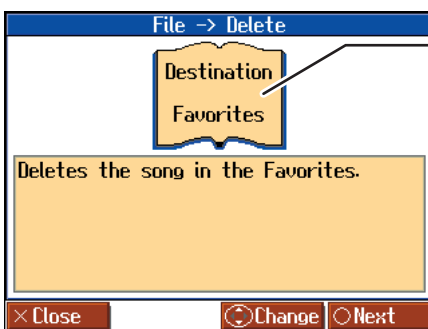 File -> Delete
Destination
Favorites
Deletes the song in the Favorites.
× Close Change ○ Next